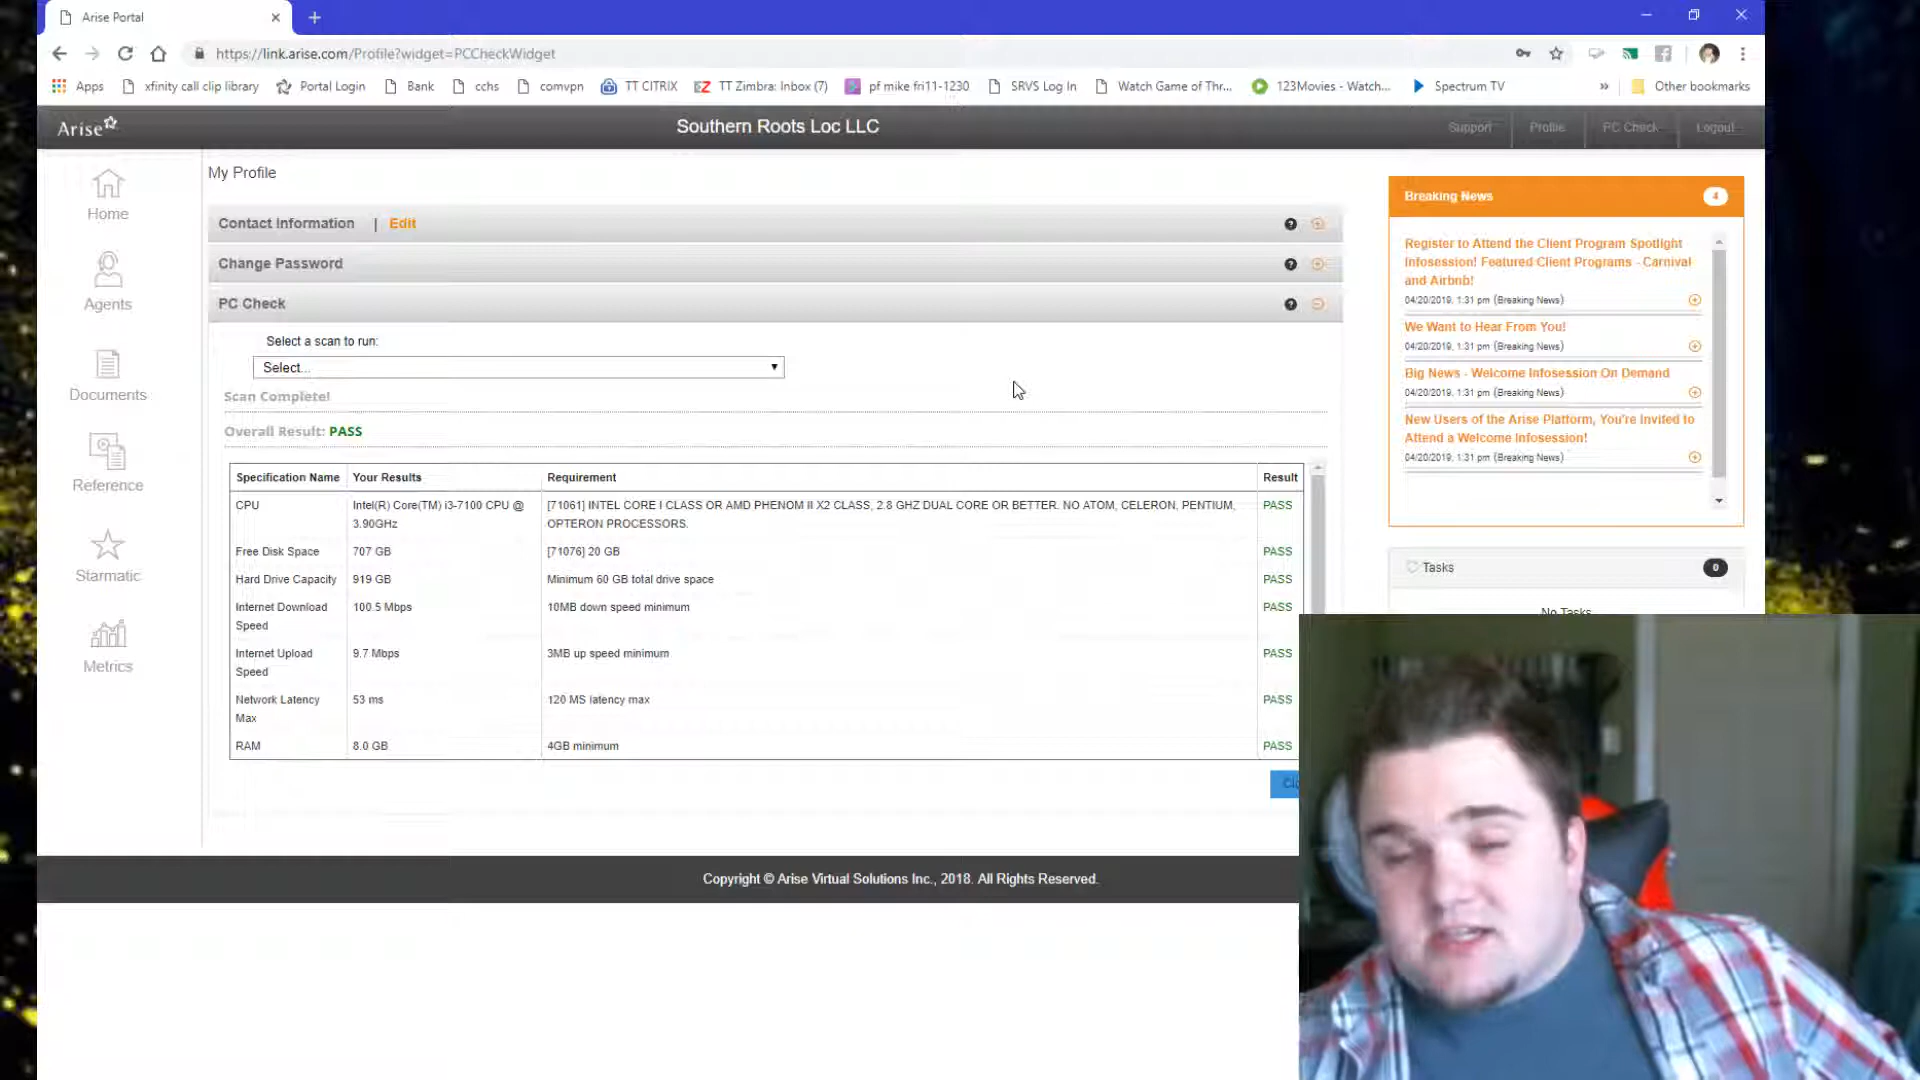 Arise Portal
https://link.arise.com/Profile?widget=PCCheckWidget
Apps xfinity call clip library Portal Login Bank cchs comvpn TT CITRIX TT Zimbra: Inbox (7) pf mike fri11-1230 SRVS Log In Watch Game of Thr... 123Movies - Watch... Spectrum TV » Other bookmarks
Arise Southern Roots Loc LLC Support Profile PC Check Logout
Home
Agents
Documents
Reference
Starmatic
Metrics
My Profile
Contact Information | Edit
Change Password
PC Check
Select a scan to run:
Select...
Scan Complete!
Overall Result: PASS
Specification Name Your Results Requirement Result
CPU Intel(R) Core(TM) i3-7100 CPU @ [71061] INTEL CORE I CLASS OR AMD PHENOM II X2 CLASS, 2.8 GHZ DUAL CORE OR BETTER. NO ATOM, CELERON, PENTIUM, PASS
3.90GHz OPTERON PROCESSORS.
Free Disk Space 707 GB [71076] 20 GB PASS
Hard Drive Capacity 919 GB Minimum 60 GB total drive space PASS
Internet Download 100.5 Mbps 10MB down speed minimum PASS
Speed
Internet Upload 9.7 Mbps 3MB up speed minimum PASS
Speed
Network Latency 53 ms 120 MS latency max PASS
Max
RAM 8.0 GB 4GB minimum PASS
Breaking News 4
Register to Attend the Client Program Spotlight
Infosession! Featured Client Programs - Carnival
and Airbnb!
04/20/2019, 1:31 pm (Breaking News)
We Want to Hear From You!
04/20/2019, 1:31 pm (Breaking News)
Big News - Welcome Infosession On Demand
04/20/2019, 1:31 pm (Breaking News)
New Users of the Arise Platform, You're Invited to
Attend a Welcome Infosession!
04/20/2019, 1:31 pm (Breaking News)
Tasks 0
No Tasks
Copyright © Arise Virtual Solutions Inc., 2018. All Rights Reserved.